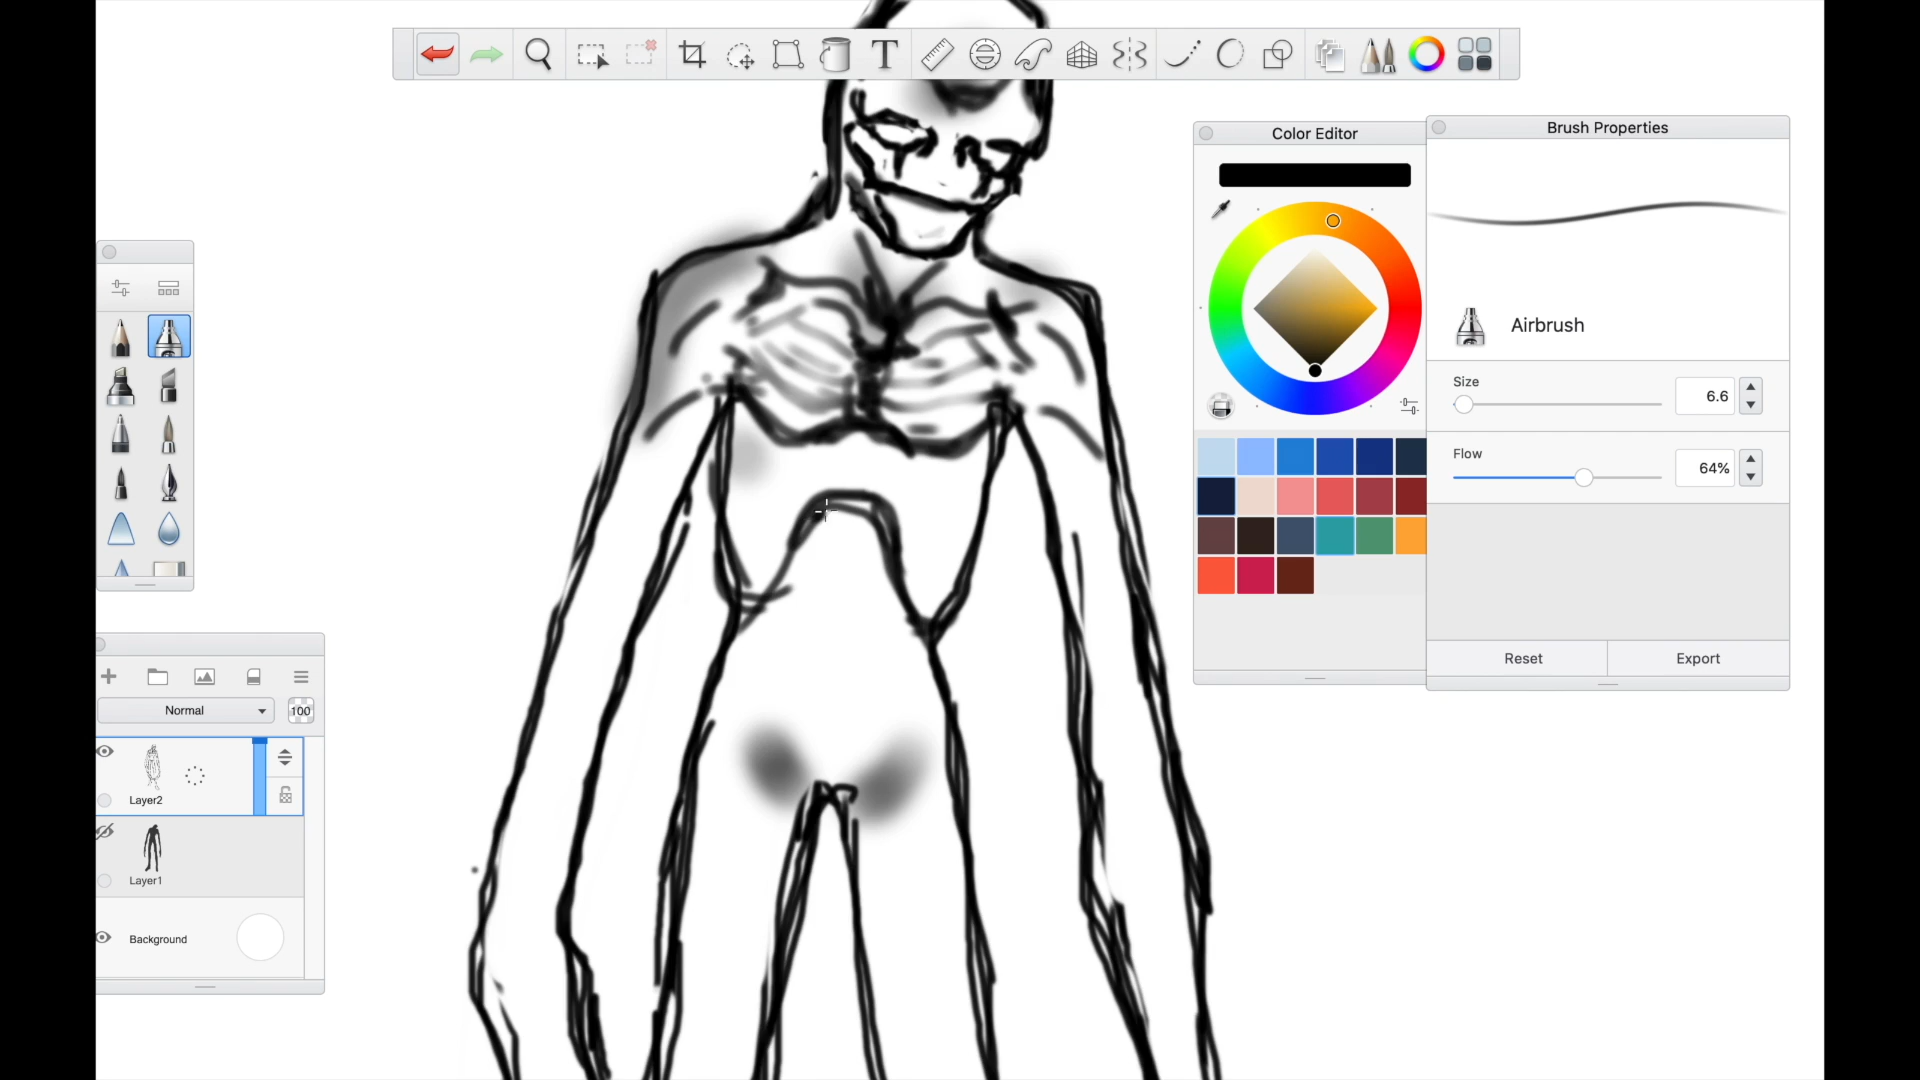 T
Color Editor
Brush Properties
Airbrush
Size
6.6
Flow
64%
Reset
Export
Normal
100
Layer2
Layer1
Background